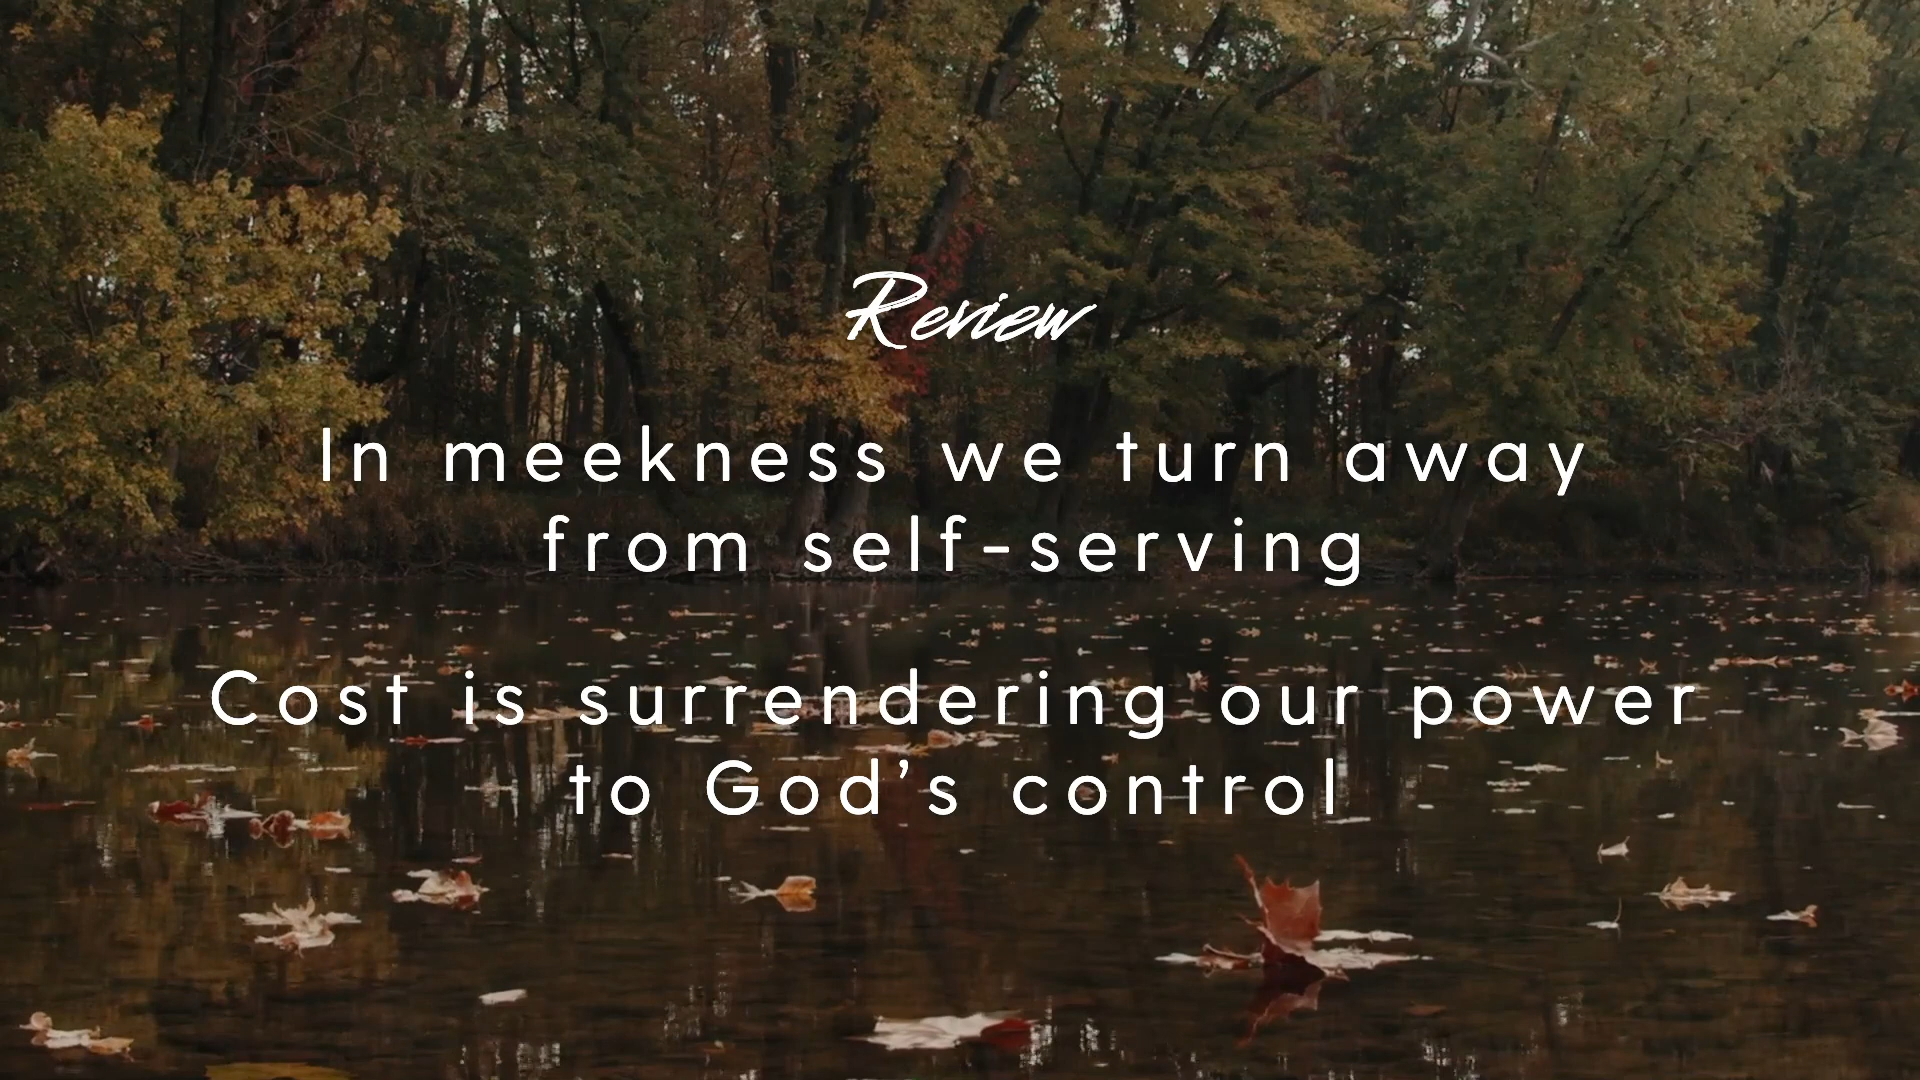 Review
In meekness we turn away
from self-serving
Cost is surrendering our power
to God’s control